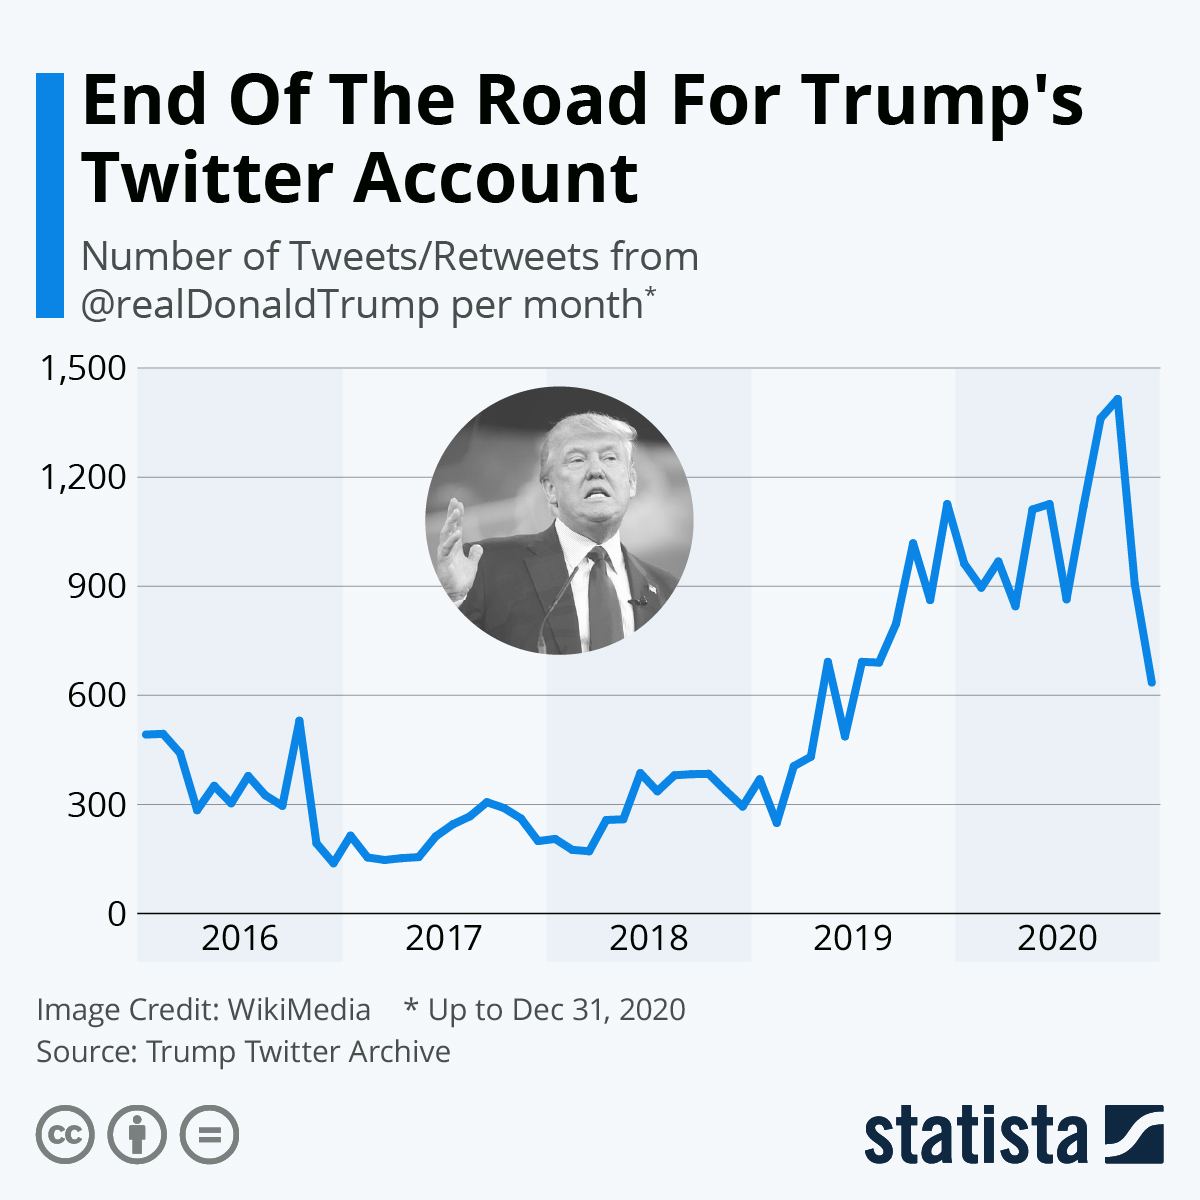 End Of The Road For Trump's
Twitter Account
Number of Tweets/Retweets from
@realDonaldTrump per month*
1,500
1,200
900
600
300
0
2016 2017 2018 2019 2020
Image Credit: WikiMedia * Up to Dec 31, 2020
Source: Trump Twitter Archive
cc =
statista